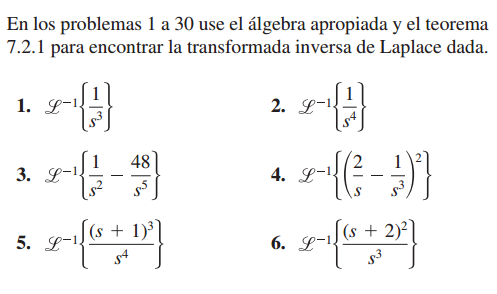 En los problemas 1 a 30 use el álgebra apropiada y el teorema
7.2.1 para encontrar la transformada inversa de Laplace dada.
1. ℒ⁻¹{1/s³} 2. ℒ⁻¹{1/s⁴}
3. ℒ⁻¹{1/s² − 48/s⁵} 4. ℒ⁻¹{(2/s − 1/s³)²}
5. ℒ⁻¹{(s + 1)³/s⁴} 6. ℒ⁻¹{(s + 2)²/s³}